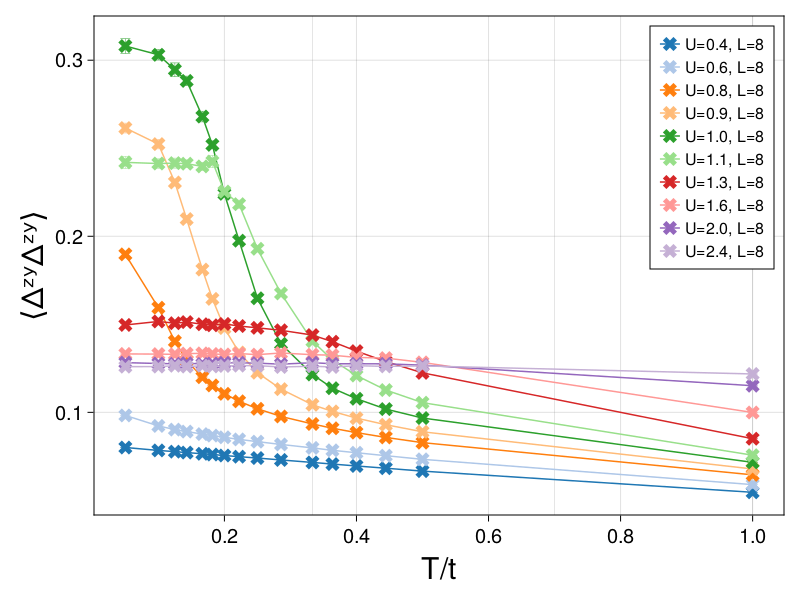 0.3
0.2
0.1
0.2
0.4
0.6
0.8
1.0
T/t
⟨Δᶻʸ Δᶻʸ⟩
U=0.4, L=8
U=0.6, L=8
U=0.8, L=8
U=0.9, L=8
U=1.0, L=8
U=1.1, L=8
U=1.3, L=8
U=1.6, L=8
U=2.0, L=8
U=2.4, L=8